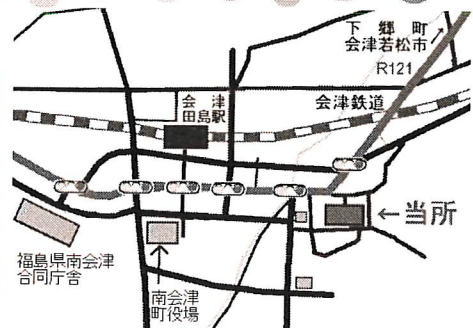 下郷町
会津若松市
R121
会津
田島駅
会津鉄道
←当所
福島県南会津
合同庁舎
南会津
町役場